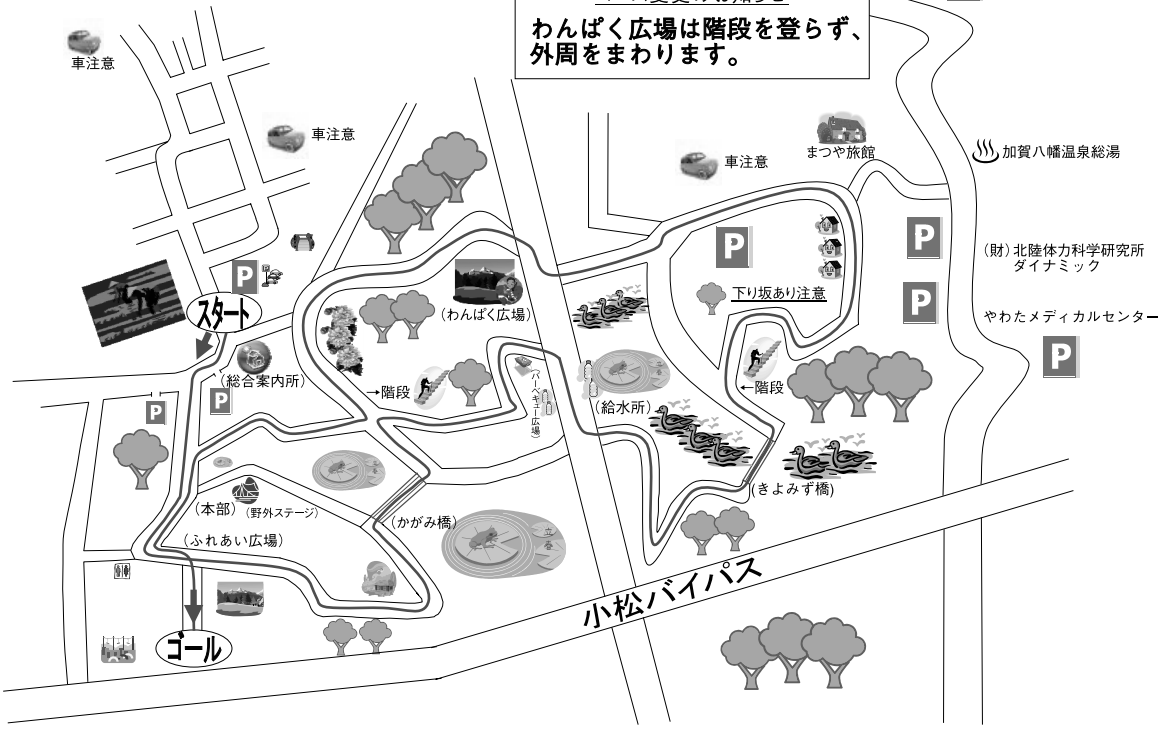 わんぱく広場は階段を登らず、
外周をまわります。
車注意
車注意
車注意
まつや旅館
加賀八幡温泉総湯
P
P
P
(財)北陸体力科学研究所
ダイナミック
P
やわたメディカルセンター
P
スタート
(わんぱく広場)
下り坂あり注意
(総合案内所)
P
P
→階段
(バーベキュー広場)
(給水所)
←階段
(きよみず橋)
(本部)
(野外ステージ)
(かがみ橋)
立春
(ふれあい広場)
小松バイパス
ゴール